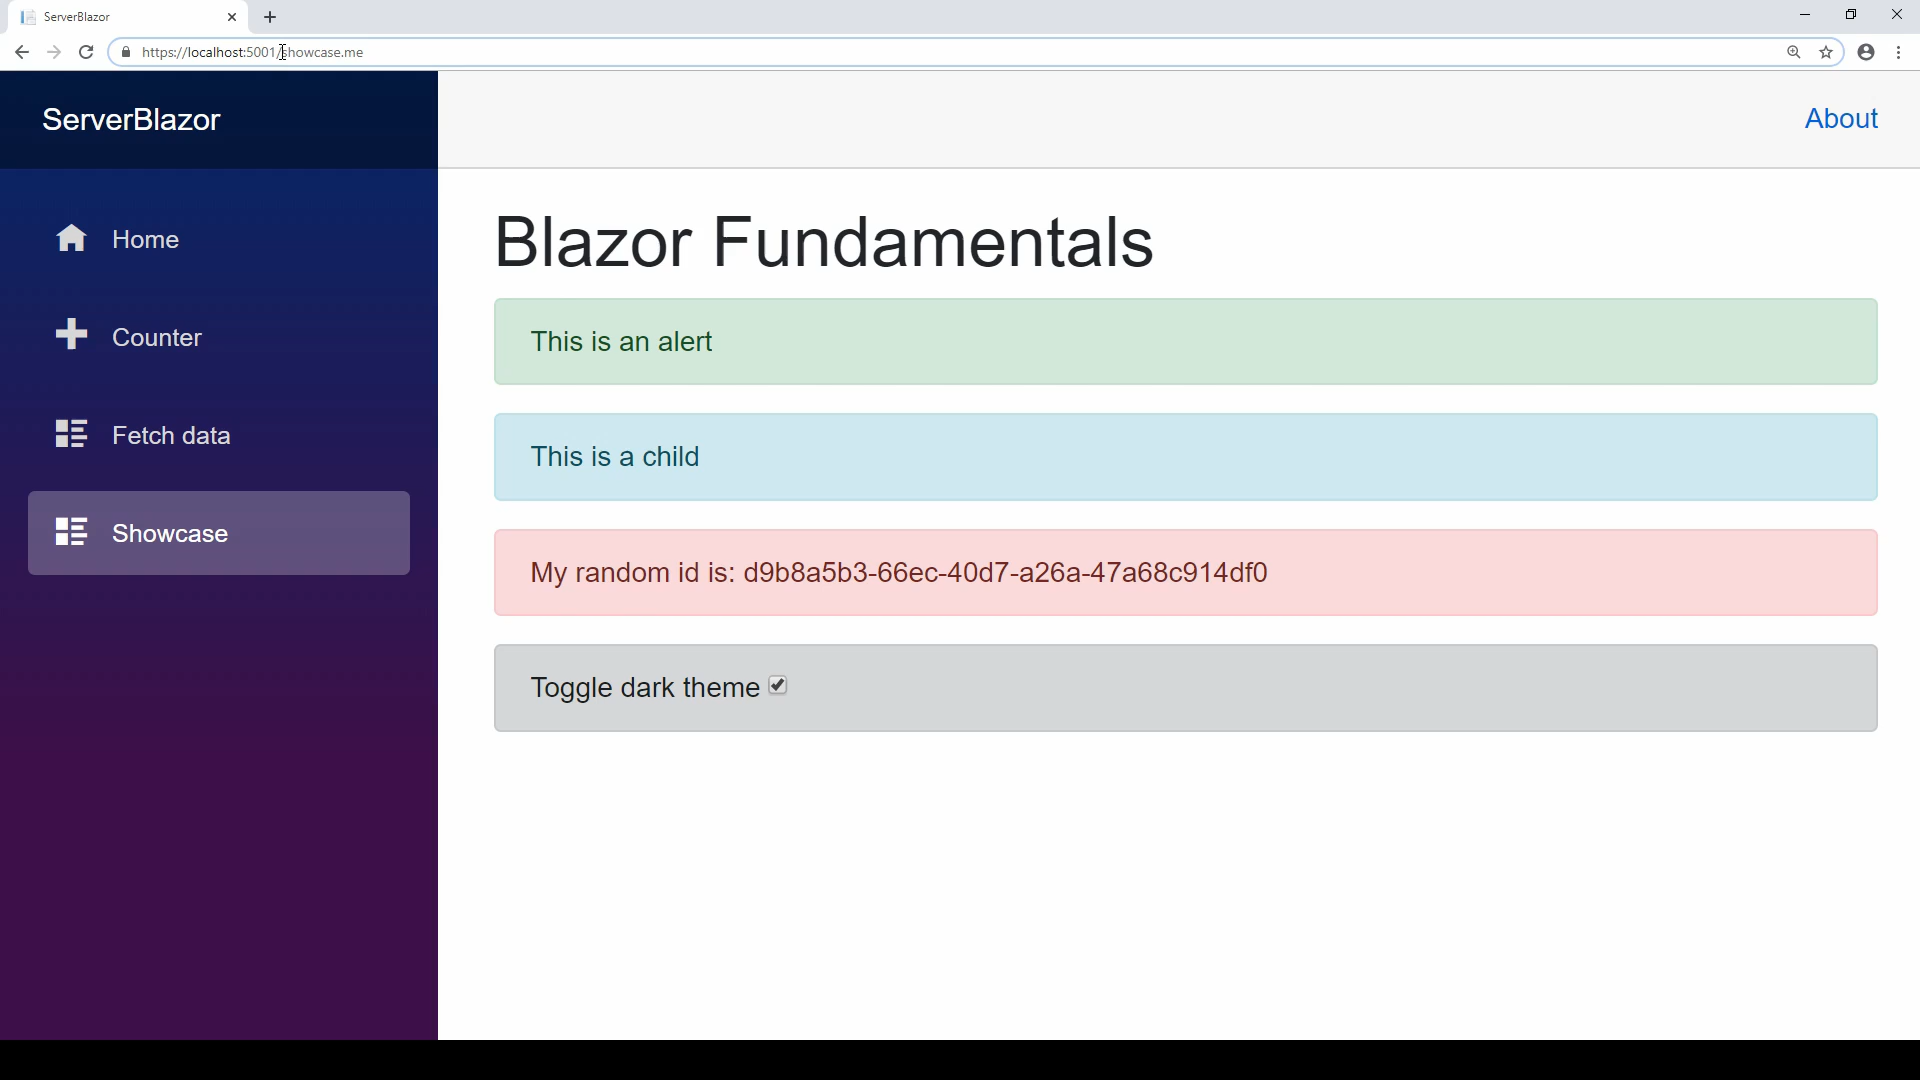 ServerBlazor
https://localhost:5001/showcase.me
ServerBlazor
About
Home
Counter
Fetch data
Showcase
Blazor Fundamentals
This is an alert
This is a child
My random id is: d9b8a5b3-66ec-40d7-a26a-47a68c914df0
Toggle dark theme